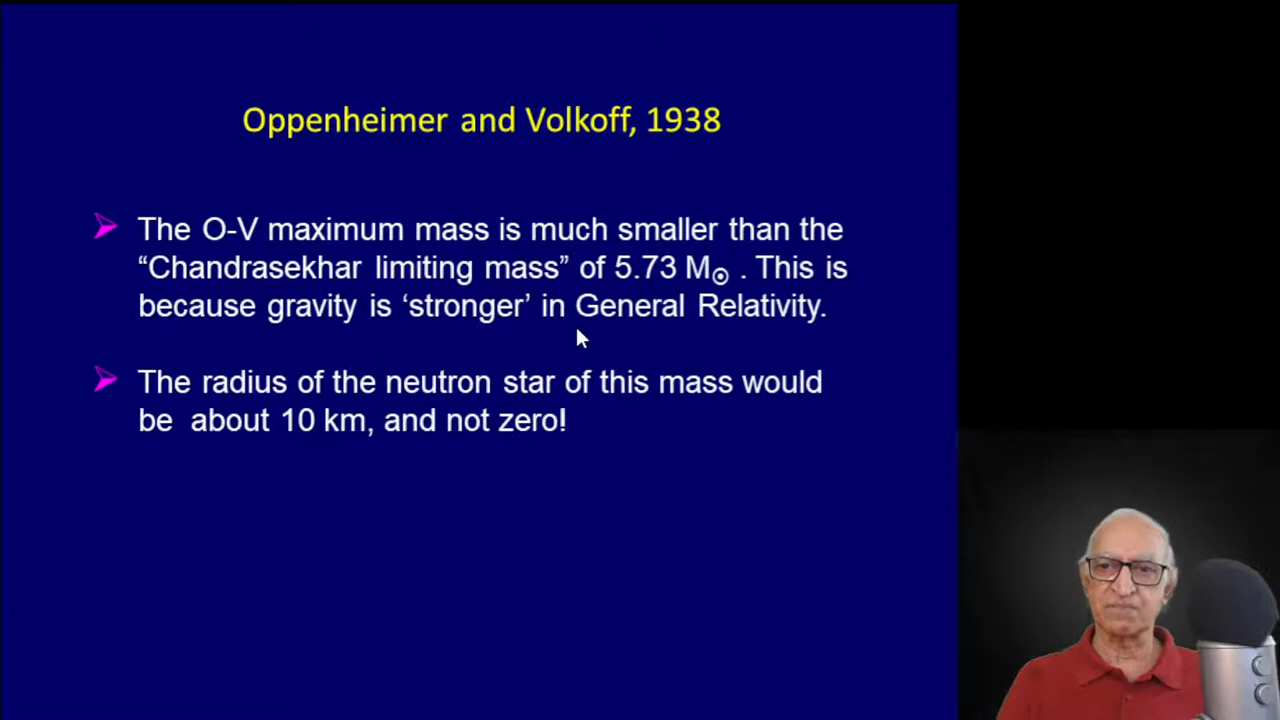 Oppenheimer and Volkoff, 1938
The O-V maximum mass is much smaller than the
“Chandrasekhar limiting mass” of 5.73 M☉ . This is
because gravity is ‘stronger’ in General Relativity.
The radius of the neutron star of this mass would
be about 10 km, and not zero!